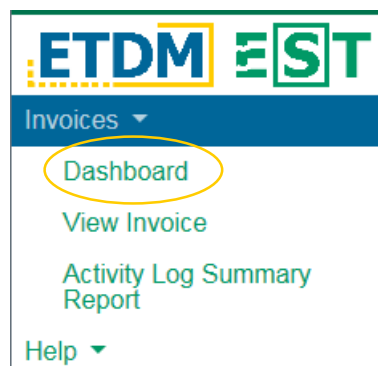 ETDM EST
Invoices
Dashboard
View Invoice
Activity Log Summary
Report
Help